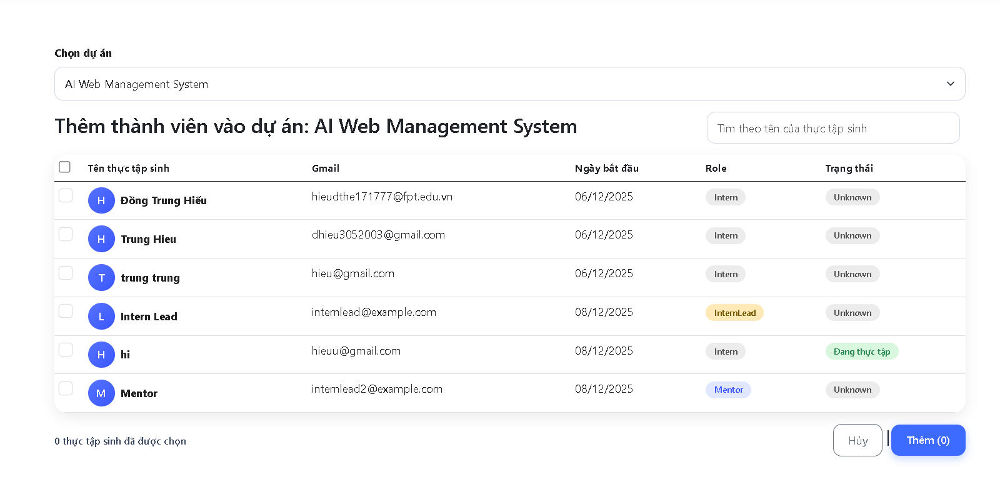 Chọn dự án
AI Web Management System
Thêm thành viên vào dự án: AI Web Management System
Tìm theo tên của thực tập sinh
Tên thực tập sinh Gmail Ngày bắt đầu Role Trạng thái
H Đồng Trung Hiếu hieudthe171777@fpt.edu.vn 06/12/2025 Intern Unknown
H Trung Hieu dhieu3052003@gmail.com 06/12/2025 Intern Unknown
T trung trung hieu@gmail.com 06/12/2025 Intern Unknown
L Intern Lead internlead@example.com 08/12/2025 InternLead Unknown
H hi hieuu@gmail.com 08/12/2025 Intern Đang thực tập
M Mentor internlead2@example.com 08/12/2025 Mentor Unknown
0 thực tập sinh đã được chọn
Hủy | Thêm (0)